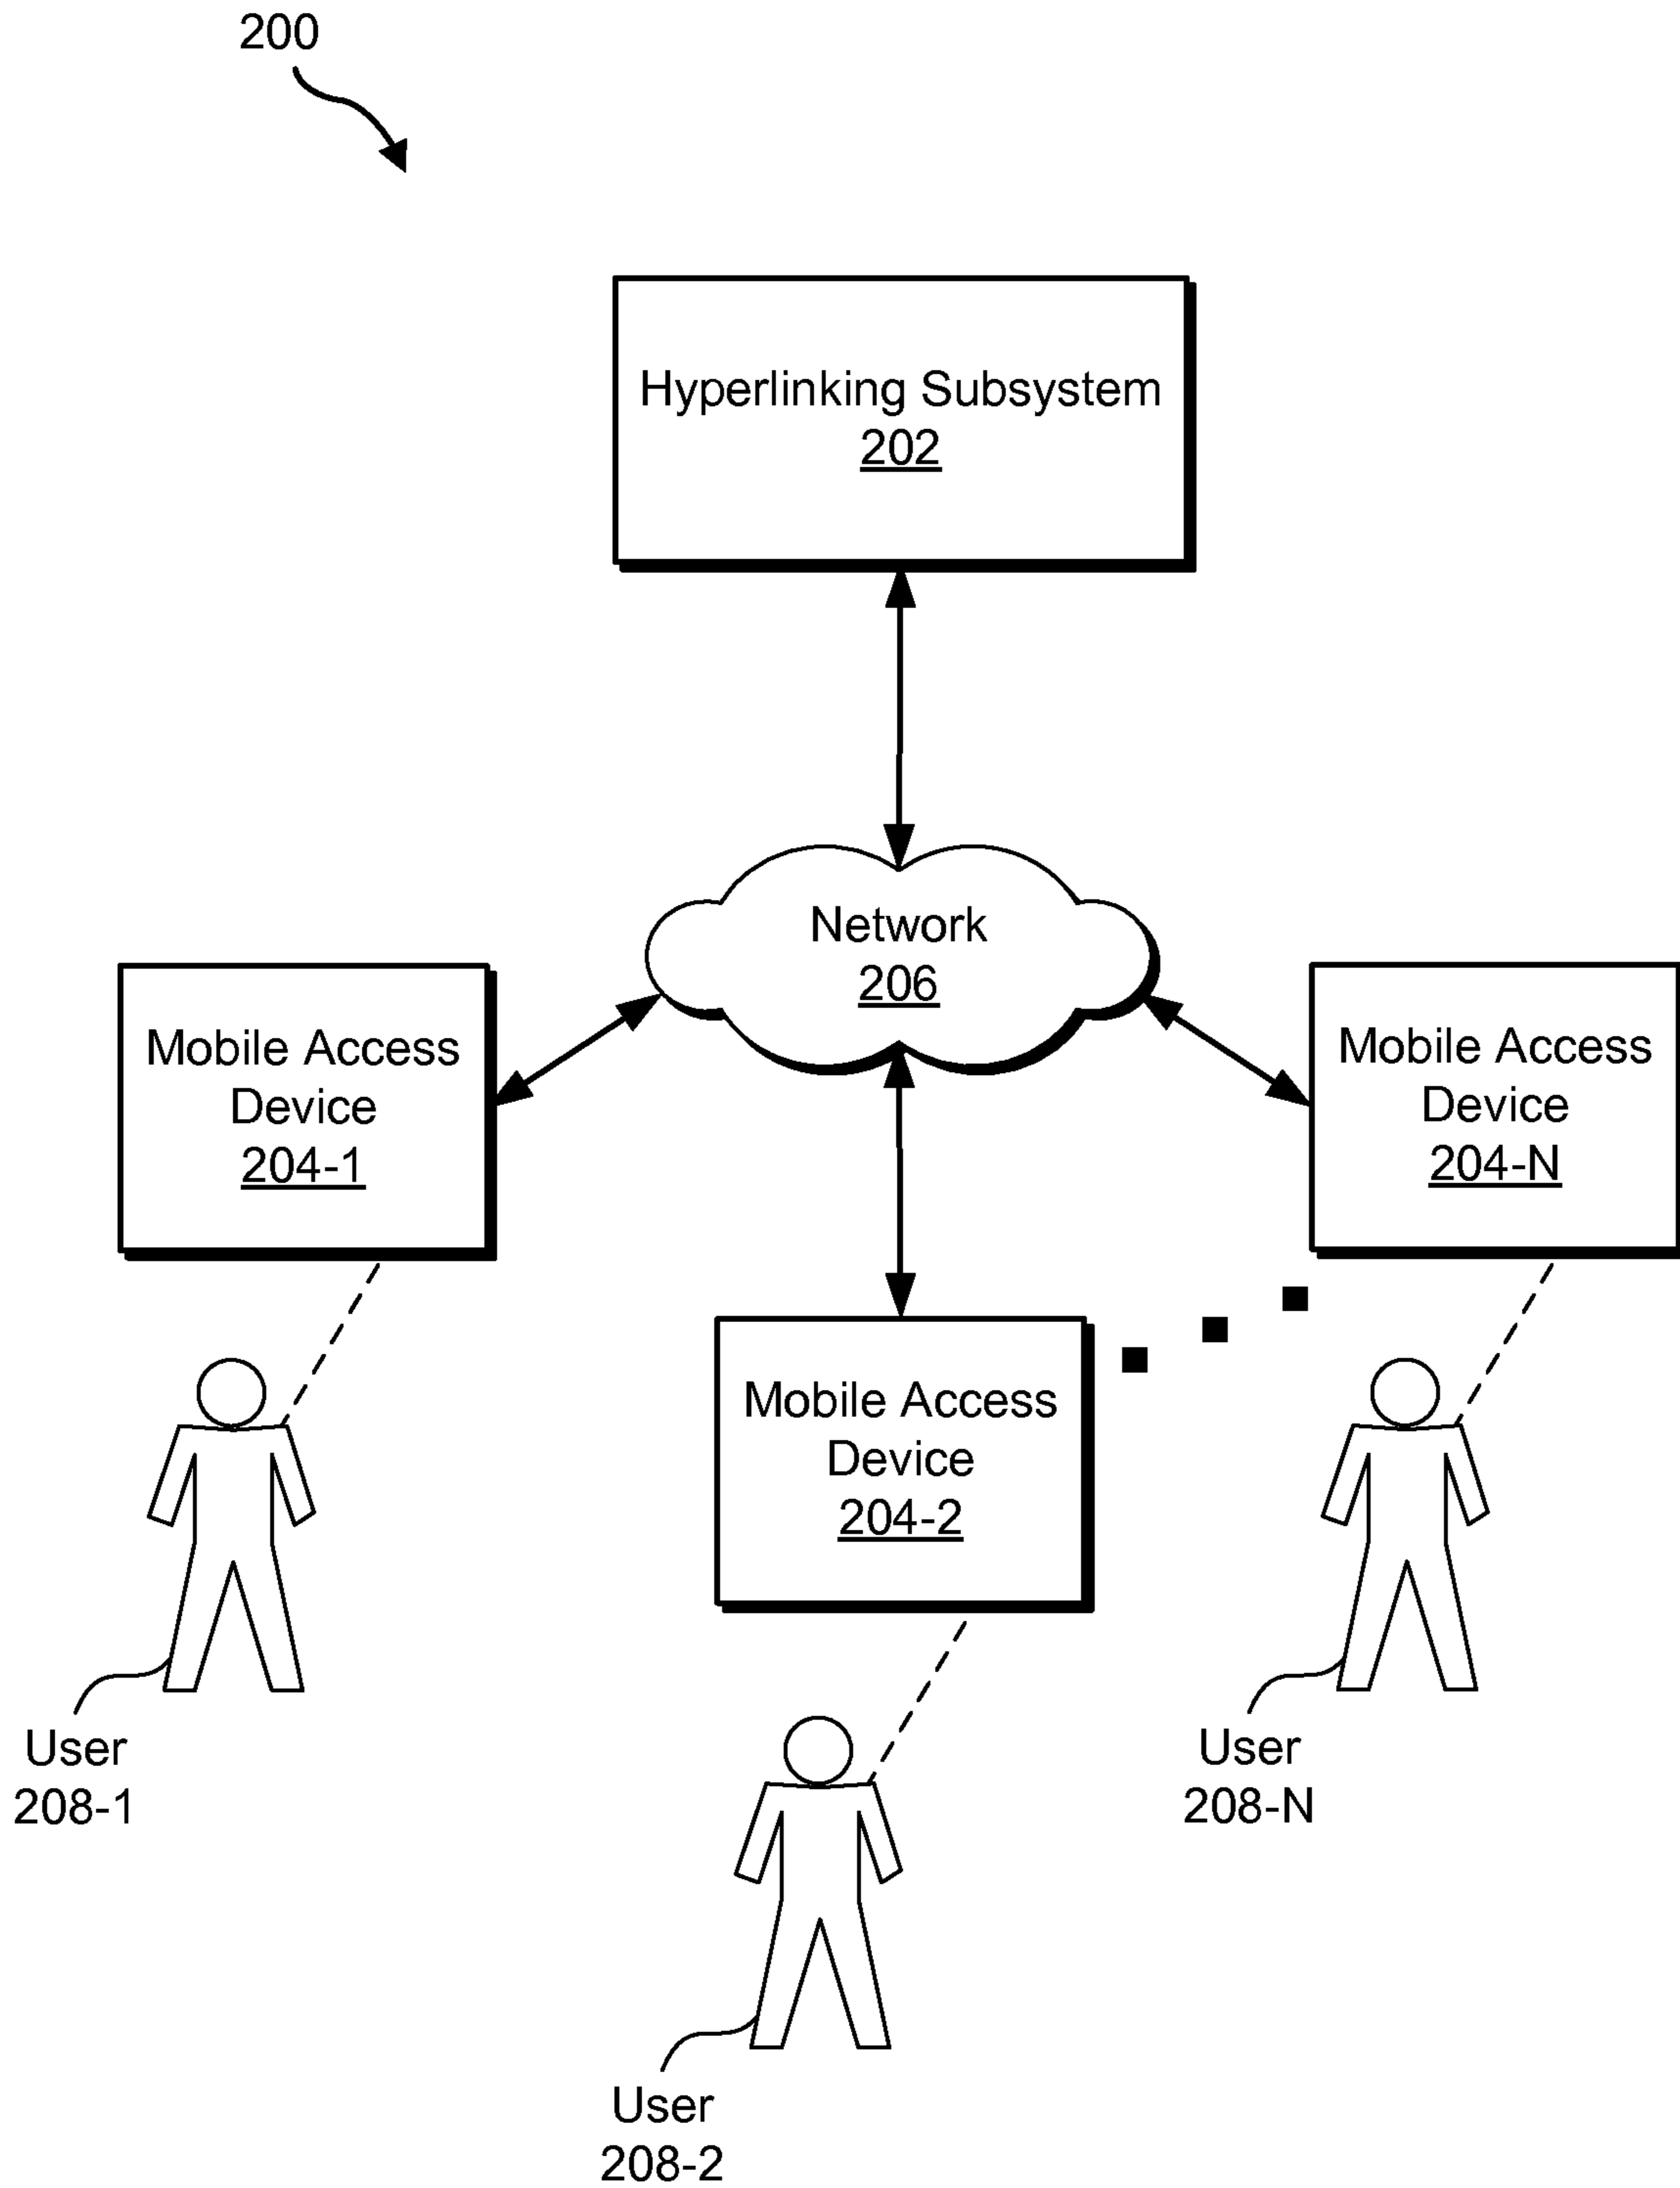 200
Hyperlinking Subsystem
202
Network
206
Mobile Access
Device
204-1
Mobile Access
Device
204-N
Mobile Access
Device
204-2
User
208-1
User
208-N
User
208-2